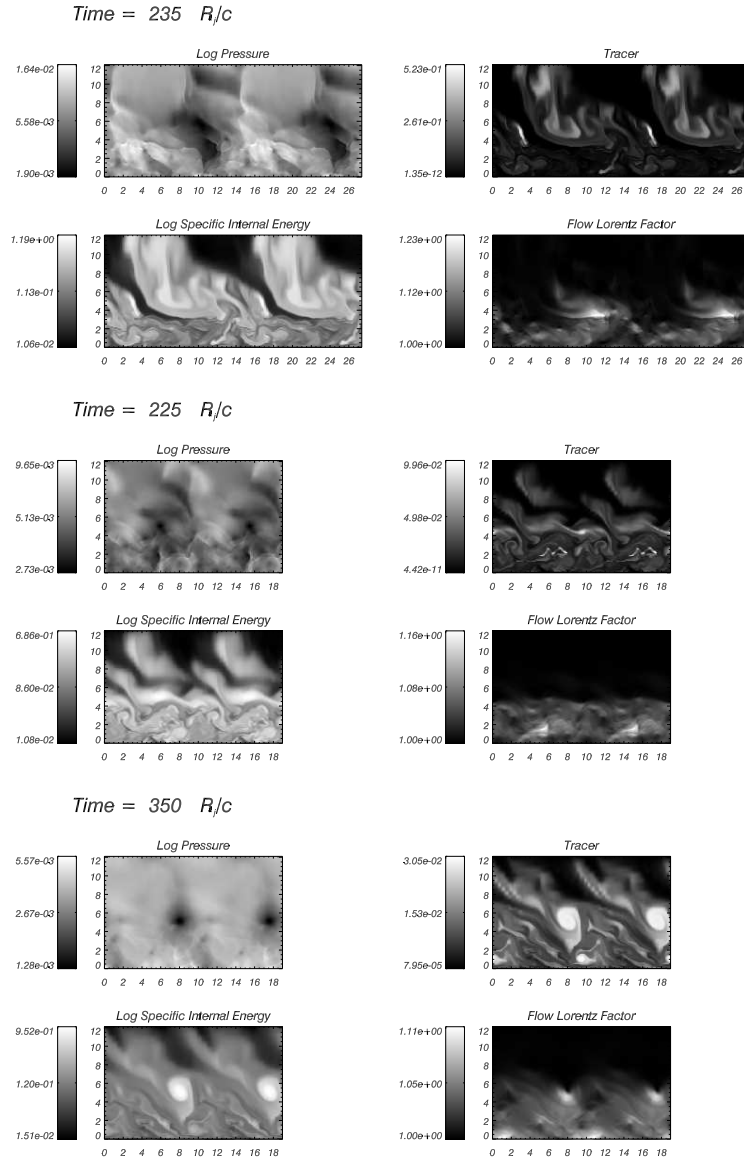 Time = 235 Rj/c
Log Pressure
1.64e-02
5.58e-03
1.90e-03
12
10
8
6
4
2
0
0 2 4 6 8 10 12 14 16 18 20 22 24 26
Tracer
5.23e-01
2.61e-01
1.35e-12
12
10
8
6
4
2
0
0 2 4 6 8 10 12 14 16 18 20 22 24 26
Log Specific Internal Energy
1.19e+00
1.13e-01
1.06e-02
12
10
8
6
4
2
0
0 2 4 6 8 10 12 14 16 18 20 22 24 26
Flow Lorentz Factor
1.23e+00
1.12e+00
1.00e+00
12
10
8
6
4
2
0
0 2 4 6 8 10 12 14 16 18 20 22 24 26
Time = 225 Rj/c
Log Pressure
9.65e-03
5.13e-03
2.73e-03
12
10
8
6
4
2
0
0 2 4 6 8 10 12 14 16 18
Tracer
9.96e-02
4.98e-02
4.42e-11
12
10
8
6
4
2
0
0 2 4 6 8 10 12 14 16 18
Log Specific Internal Energy
6.86e-01
8.60e-02
1.08e-02
12
10
8
6
4
2
0
0 2 4 6 8 10 12 14 16 18
Flow Lorentz Factor
1.16e+00
1.08e+00
1.00e+00
12
10
8
6
4
2
0
0 2 4 6 8 10 12 14 16 18
Time = 350 Rj/c
Log Pressure
5.57e-03
2.67e-03
1.28e-03
12
10
8
6
4
2
0
0 2 4 6 8 10 12 14 16 18
Tracer
3.05e-02
1.53e-02
7.95e-05
12
10
8
6
4
2
0
0 2 4 6 8 10 12 14 16 18
Log Specific Internal Energy
9.52e-01
1.20e-01
1.51e-02
12
10
8
6
4
2
0
0 2 4 6 8 10 12 14 16 18
Flow Lorentz Factor
1.11e+00
1.05e+00
1.00e+00
12
10
8
6
4
2
0
0 2 4 6 8 10 12 14 16 18